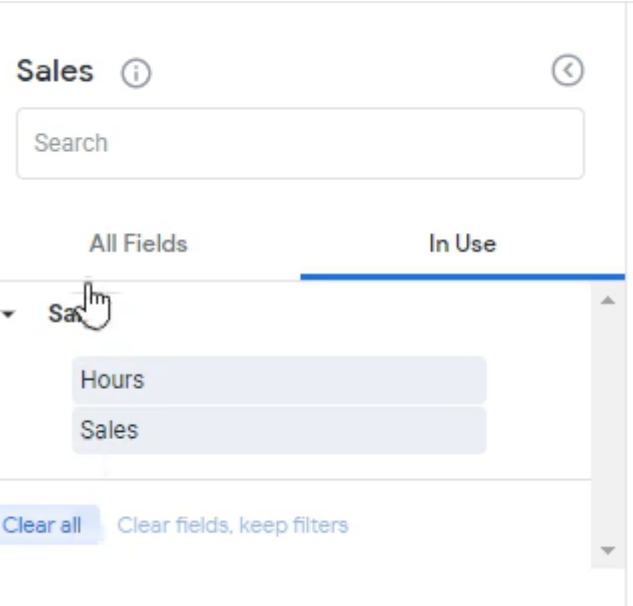 Sales
Search
All Fields
In Use
Hours
Sales
Clear all
Clear fields, keep filters